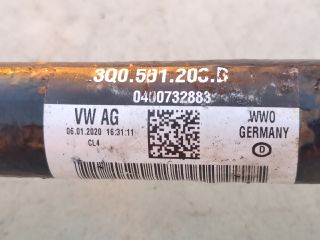 3Q0.501.203.B
0400732883
VW AG
06.01.2020 16:31:11
CL4
WWO
GERMANY
D